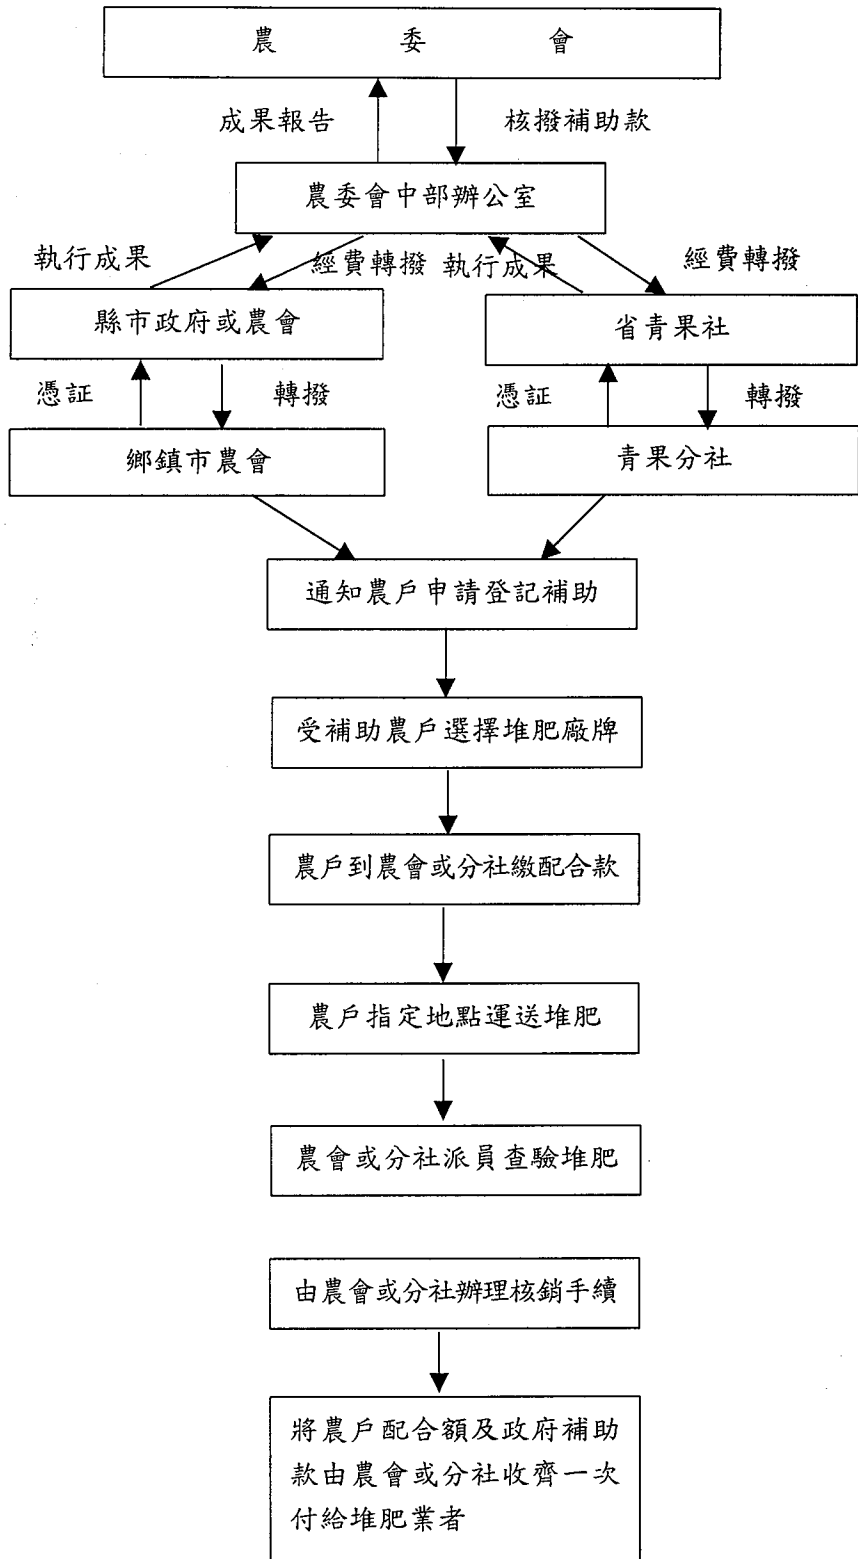 農委會
成果報告 核撥補助款
農委會中部辦公室
執行成果 經費轉撥 執行成果 經費轉撥
縣市政府或農會 省青果社
憑証 轉撥 憑証 轉撥
鄉鎮市農會 青果分社
通知農戶申請登記補助
受補助農戶選擇堆肥廠牌
農戶到農會或分社繳配合款
農戶指定地點運送堆肥
農會或分社派員查驗堆肥
由農會或分社辦理核銷手續
將農戶配合額及政府補助
款由農會或分社收齊一次
付給堆肥業者